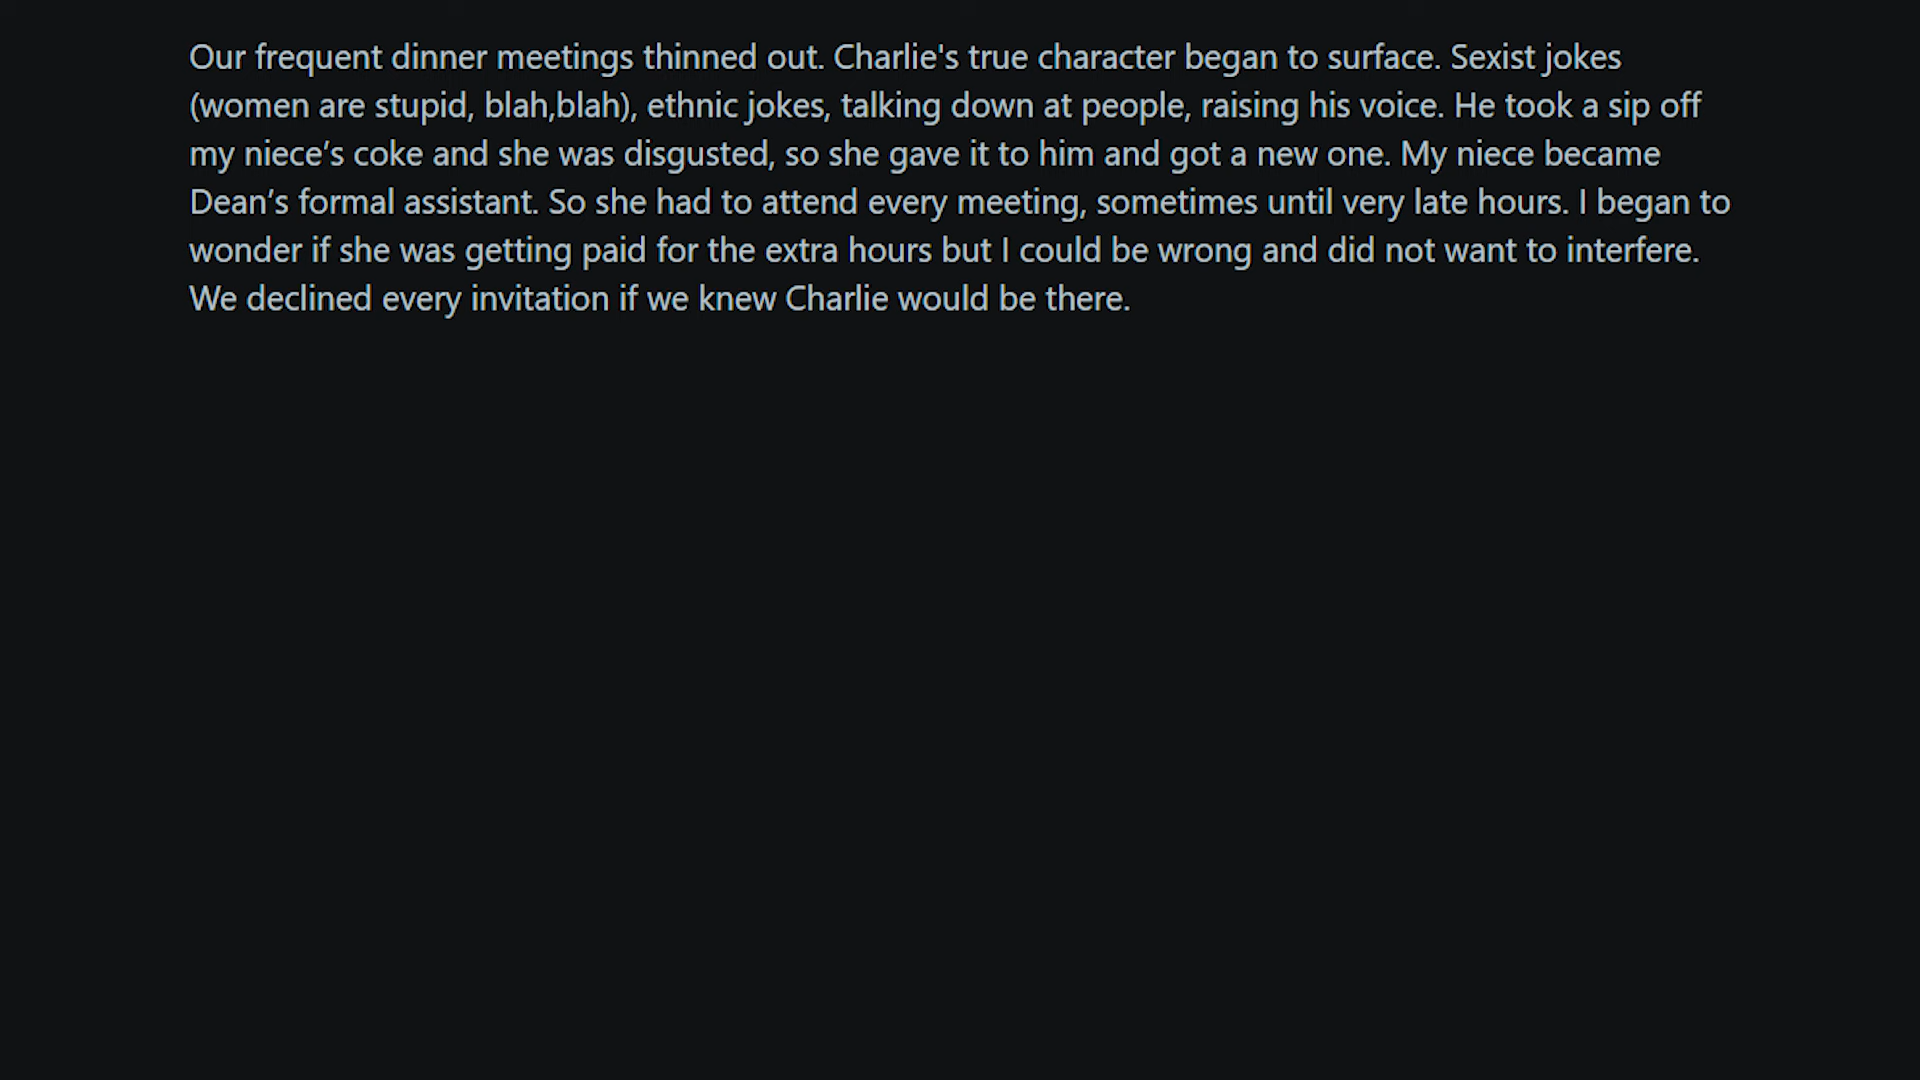 Our frequent dinner meetings thinned out. Charlie's true character began to surface. Sexist jokes
(women are stupid, blah,blah), ethnic jokes, talking down at people, raising his voice. He took a sip off
my niece’s coke and she was disgusted, so she gave it to him and got a new one. My niece became
Dean’s formal assistant. So she had to attend every meeting, sometimes until very late hours. I began to
wonder if she was getting paid for the extra hours but I could be wrong and did not want to interfere.
We declined every invitation if we knew Charlie would be there.